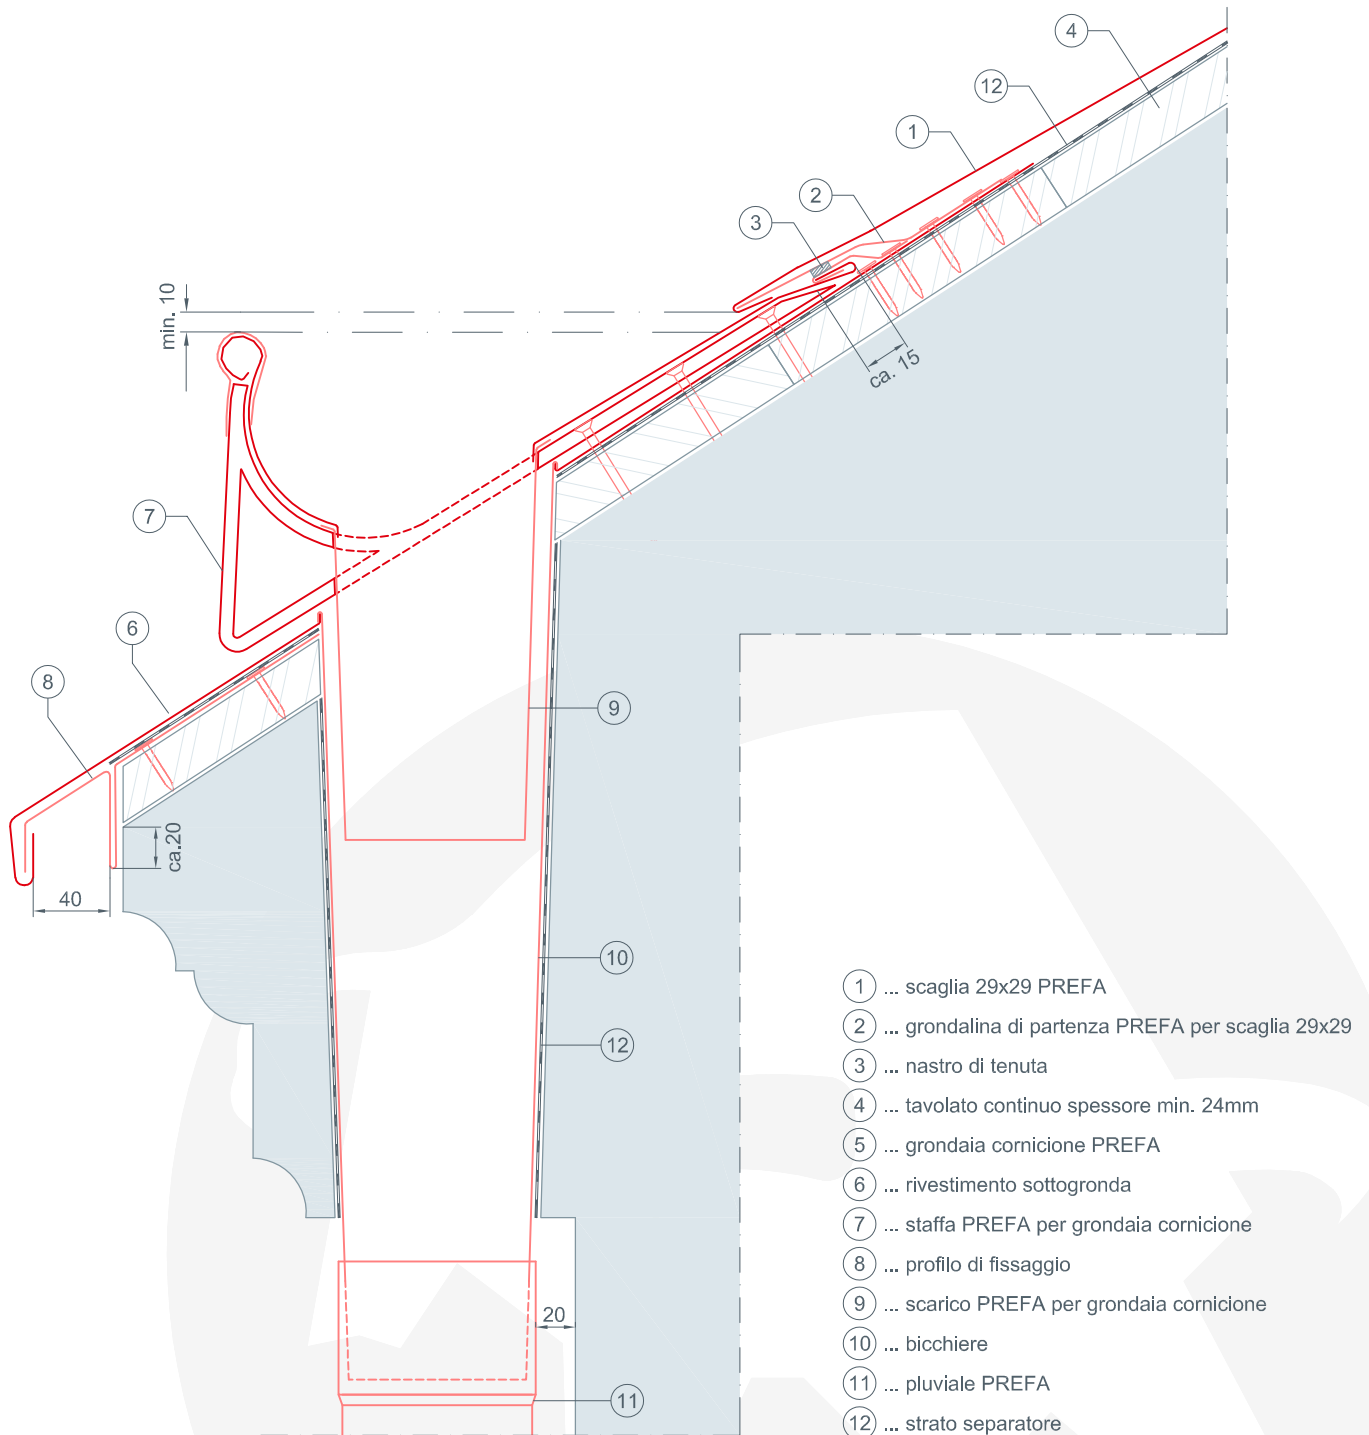 4
12
1
2
3
min. 10
ca. 15
7
6
8
9
ca.20
40
10
12
20
11
1 ... scaglia 29x29 PREFA
2 ... grondalina di partenza PREFA per scaglia 29x29
3 ... nastro di tenuta
4 ... tavolato continuo spessore min. 24mm
5 ... grondaia cornicione PREFA
6 ... rivestimento sottogronda
7 ... staffa PREFA per grondaia cornicione
8 ... profilo di fissaggio
9 ... scarico PREFA per grondaia cornicione
10 ... bicchiere
11 ... pluviale PREFA
12 ... strato separatore